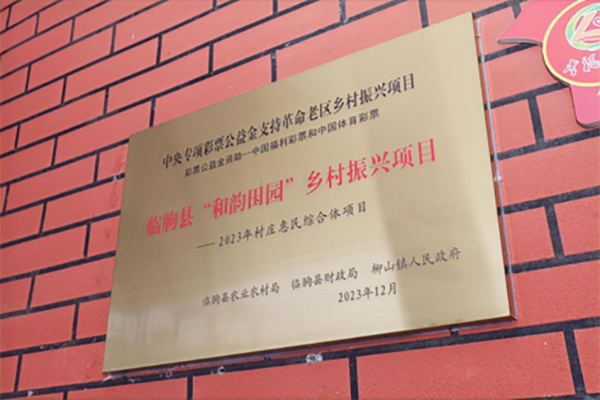 中央专项彩票公益金支持革命老区乡村振兴项目
彩票公益金资助--中国福利彩票和中国体育彩票
临朐县“和韵田园”乡村振兴项目
——2023年村庄惠民综合体项目
临朐县农业农村局 临朐县财政局 柳山镇人民政府
2023年12月